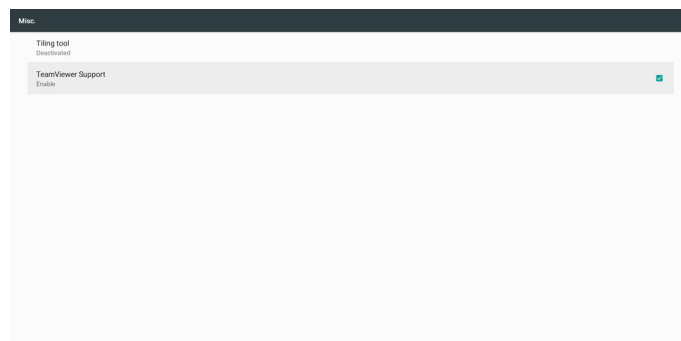 Misc.
Tiling tool
Deactivated
TeamViewer Support
Enable